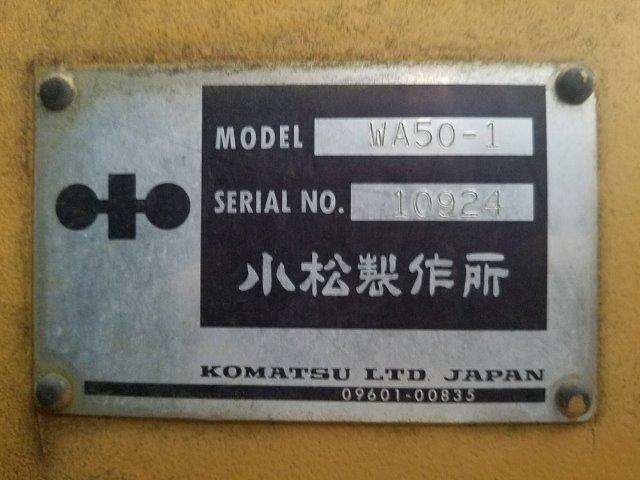 MODEL WA50-1
SERIAL NO. 10924
小松製作所
KOMATSU LTD. JAPAN
09601-00835